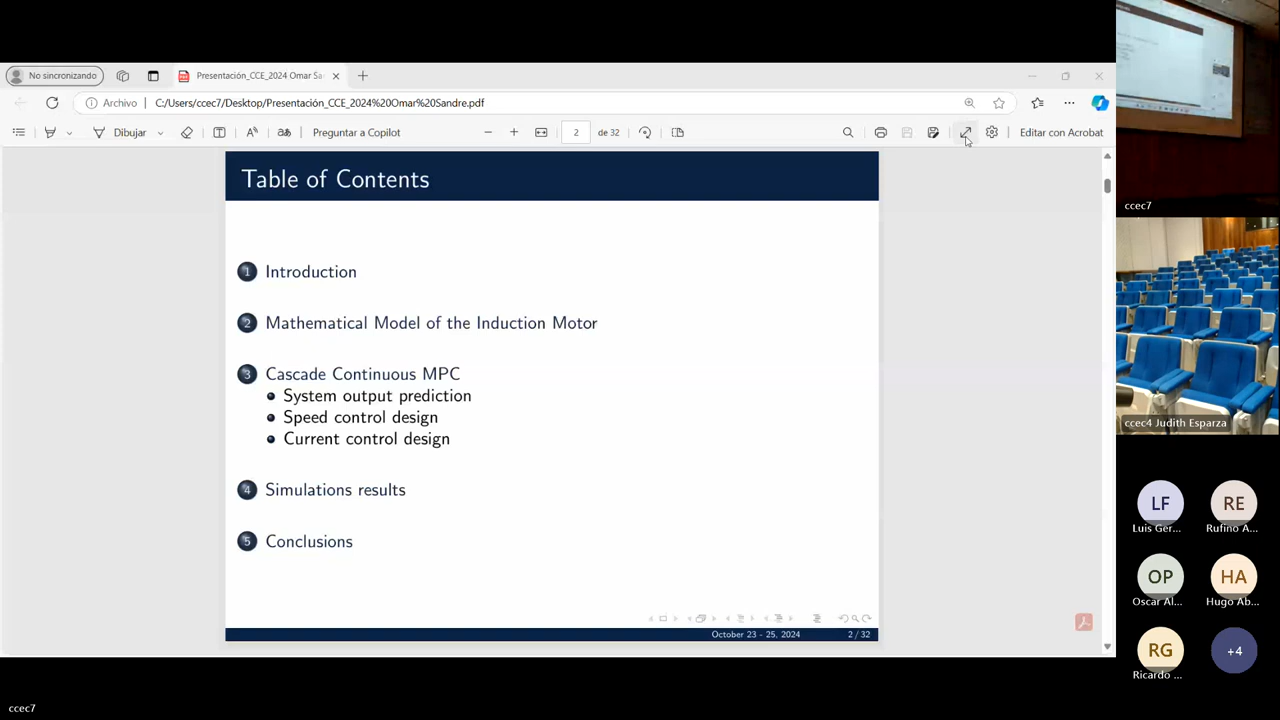 No sincronizando
Presentación_CCE_2024 Omar Sa
Archivo
C:/Users/ccec7/Desktop/Presentación_CCE_2024%20Omar%20Sandre.pdf
Dibujar
Preguntar a Copilot
2
de 32
Editar con Acrobat
Table of Contents
1 Introduction
2 Mathematical Model of the Induction Motor
3 Cascade Continuous MPC
System output prediction
Speed control design
Current control design
4 Simulations results
5 Conclusions
October 23 - 25, 2024
2 / 32
ccec7
ccec4 Judith Esparza
LF
Luis Ger...
RE
Rufino A...
OP
Oscar Al...
HA
Hugo Ab...
RG
Ricardo ...
+4
ccec7